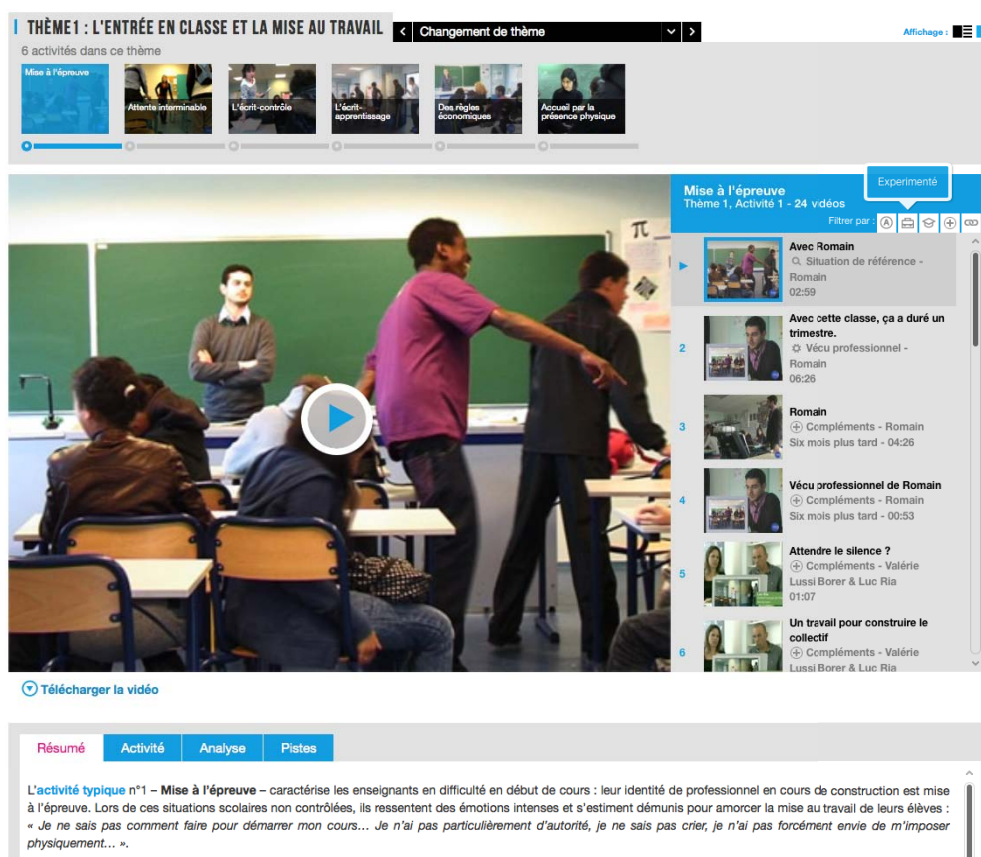 THÈME1 : L'ENTRÉE EN CLASSE ET LA MISE AU TRAVAIL
Changement de thème
Affichage :
6 activités dans ce thème
Mise à l'épreuve
Attente interminable
L'écrit-contrôle
L'écrit-
apprentissage
Des règles
économiques
Accueil par la
présence physique
Experimenté
Mise à l'épreuve
Thème 1, Activité 1 - 24 vidéos
Filtrer par :
A
π
Avec Romain
Situation de référence -
Romain
02:59
2
Avec cette classe, ça a duré un
trimestre.
Vécu professionnel -
Romain
06:26
3
Romain
Compléments - Romain
Six mois plus tard - 04:26
4
Vécu professionnel de Romain
Compléments - Romain
Six mois plus tard - 00:53
5
Attendre le silence ?
Compléments - Valérie
Lussi Borer & Luc Ria
01:07
6
Un travail pour construire le
collectif
Compléments - Valérie
Lussi Borer & Luc Ria
Télécharger la vidéo
Résumé
Activité
Analyse
Pistes
L'activité typique n°1 – Mise à l'épreuve – caractérise les enseignants en difficulté en début de cours : leur identité de professionnel en cours de construction est mise
à l'épreuve. Lors de ces situations scolaires non contrôlées, ils ressentent des émotions intenses et s'estiment démunis pour amorcer la mise au travail de leurs élèves :
« Je ne sais pas comment faire pour démarrer mon cours… Je n'ai pas particulièrement d'autorité, je ne sais pas crier, je n'ai pas forcément envie de m'imposer
physiquement… ».